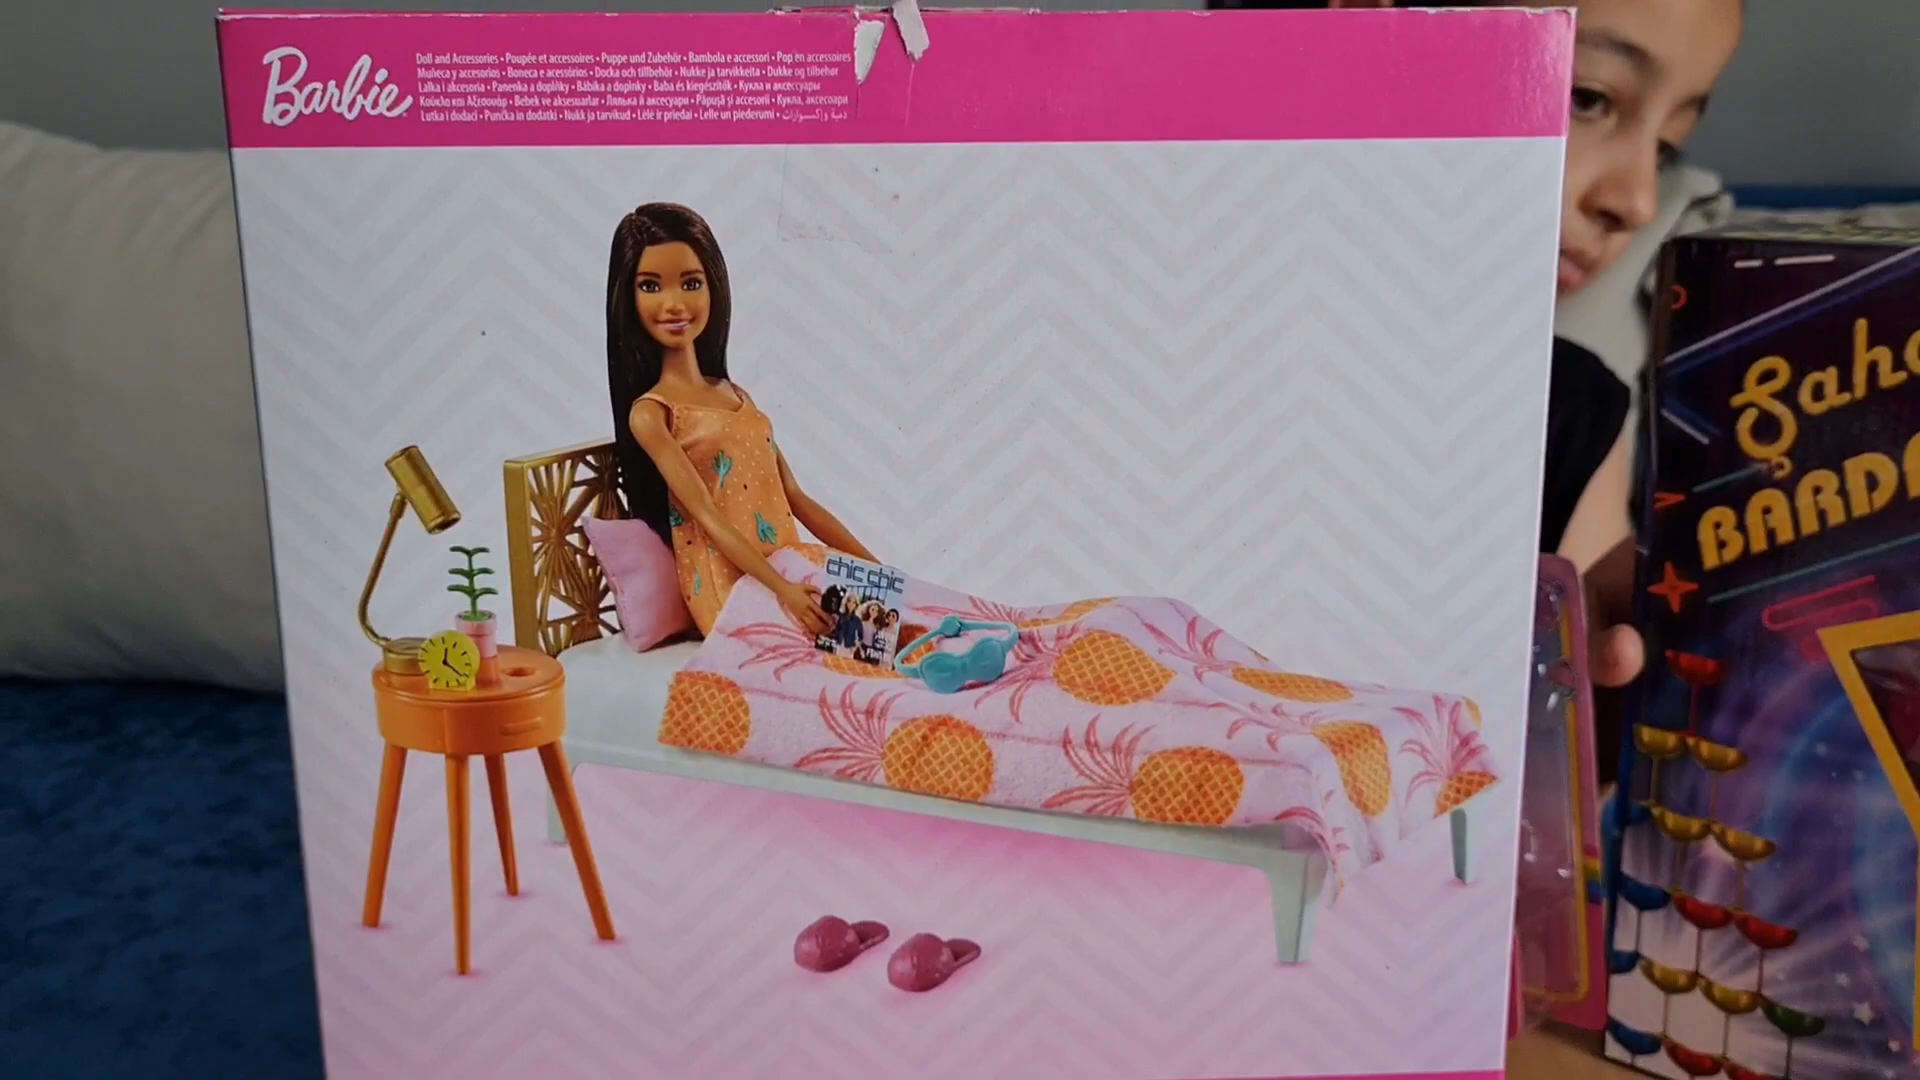 Barbie
Doll and Accessories • Poupée et accessoires • Puppe und Zubehör • Bambola e accessori • Pop en accessoires
Muñeca y accesorios • Boneca e acessórios • Docka och tillbehör • Nukke ja tarvikkeita • Dukke og tilbehør
Lalka i akcesoria • Panenka a doplňky • Bábika a doplnky • Baba és kiegészítők • Кукла и аксессуары
Κούκλα και Αξεσουάρ • Bebek ve aksesuarlar • Лялька й аксесуари • Păpușă și accesorii • Кукла, аксесоари
Lutka i dodaci • Punčka in dodatki • Nukk ja tarvikud • Lėlė ir priedai • Lelle un piederumi • دمية وإكسسوارات
chic chic
Şaho
BARDA